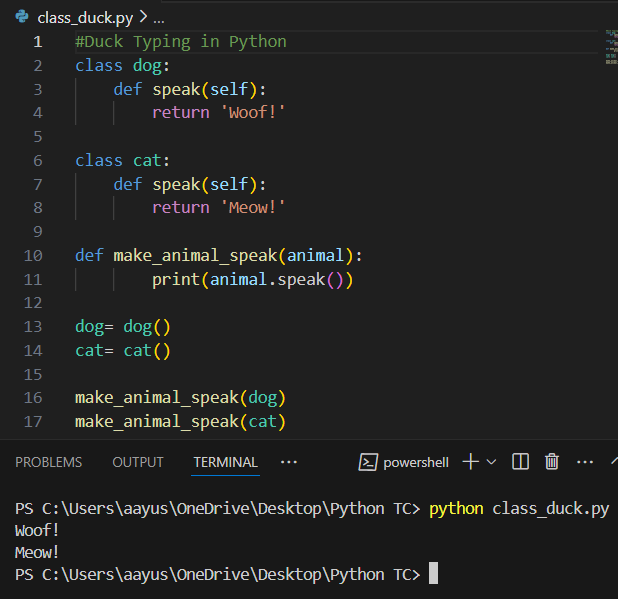 class_duck.py > ...
1 #Duck Typing in Python
2 class dog:
3     def speak(self):
4         return 'Woof!'
5
6 class cat:
7     def speak(self):
8         return 'Meow!'
9
10 def make_animal_speak(animal):
11         print(animal.speak())
12
13 dog= dog()
14 cat= cat()
15
16 make_animal_speak(dog)
17 make_animal_speak(cat)
PROBLEMS OUTPUT TERMINAL ··· powershell ···
PS C:\Users\aayus\OneDrive\Desktop\Python TC> python class_duck.py
Woof!
Meow!
PS C:\Users\aayus\OneDrive\Desktop\Python TC>